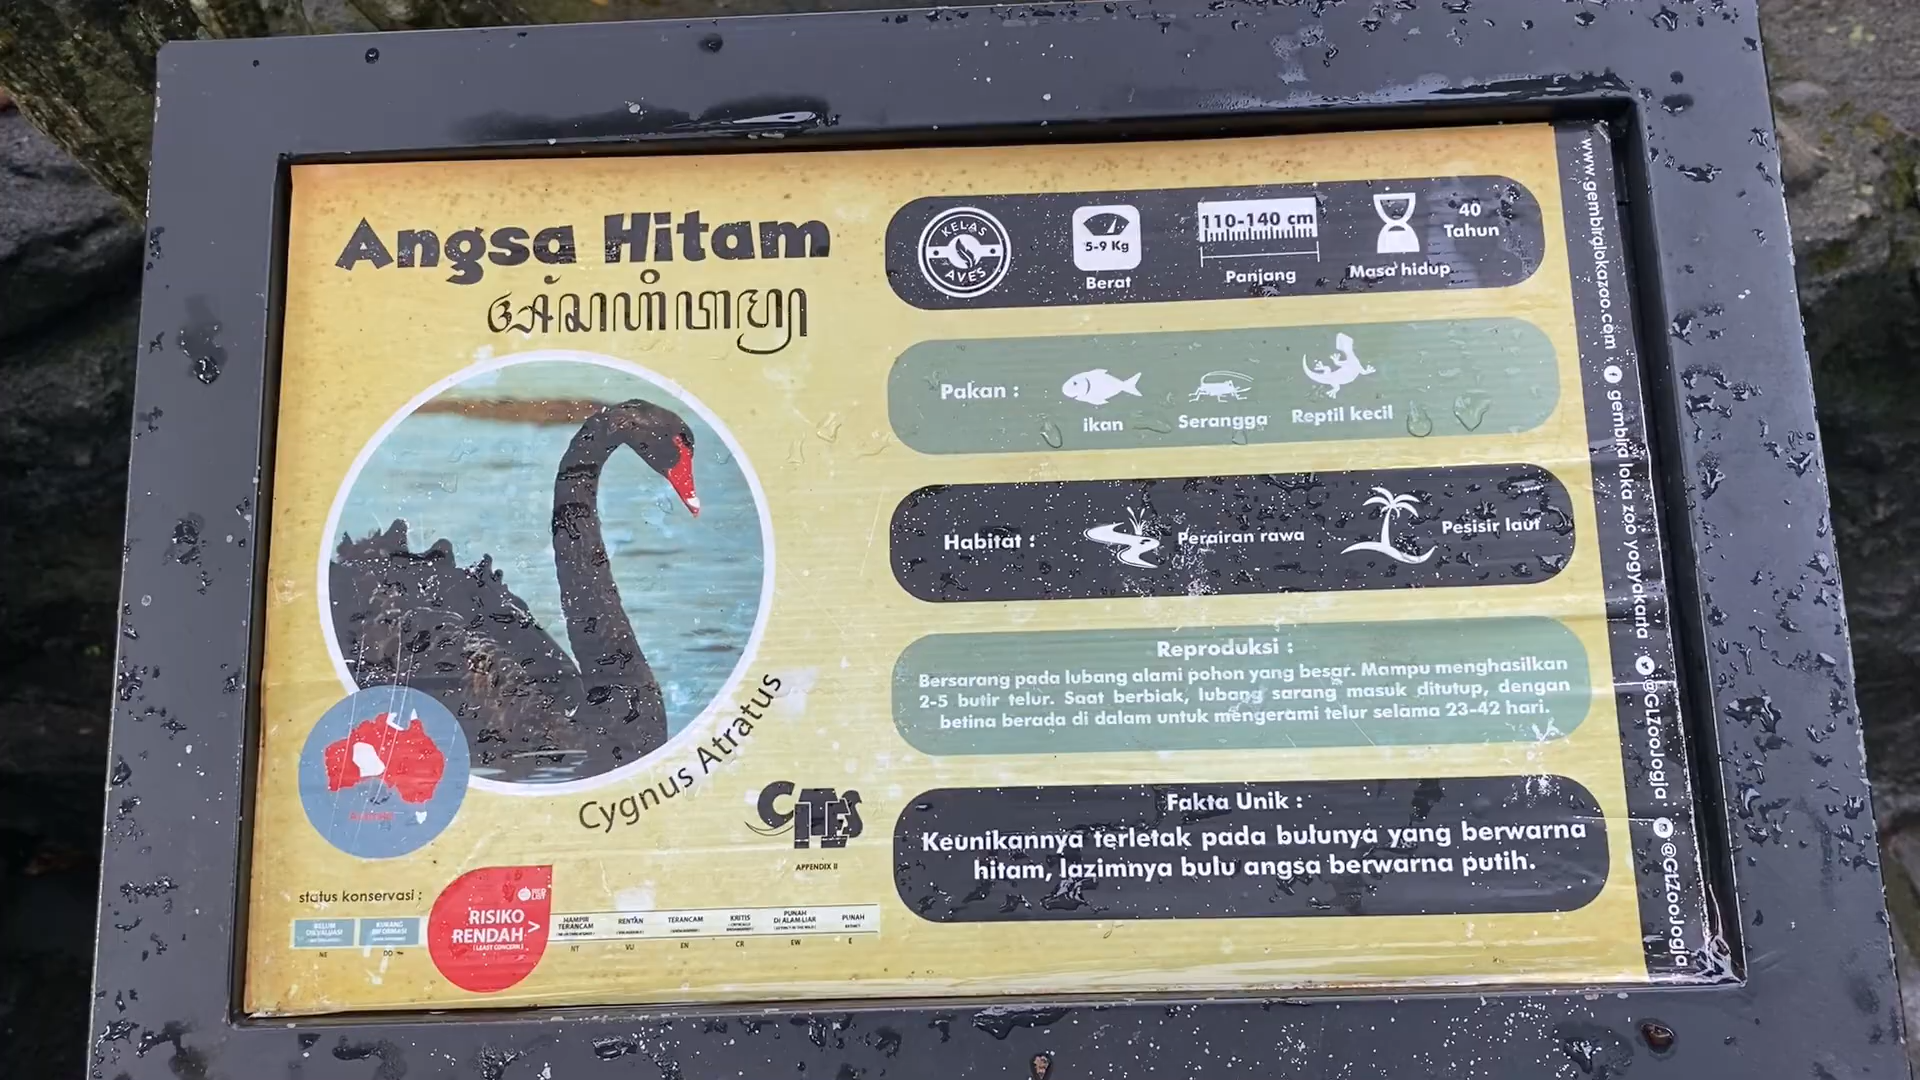 Angsa Hitam
Cygnus Atratus
CITES
APPENDIX II
status konservasi :
BELUM
DIEVALUASI
NE
KURANG
INFORMASI
DD
RED
LIST
RISIKO
RENDAH >
( LEAST CONCERN )
HAMPIR
TERANCAM
NT
RENTAN
VU
TERANCAM
EN
KRITIS
CR
PUNAH
DI ALAM LIAR
EW
PUNAH
E
KELAS
AVES
5-9 Kg
Berat
110-140 cm
Panjang
Masa hidup
40
Tahun
Pakan :
ikan
Serangga
Reptil kecil
Habitat :
Perairan rawa
Pesisir laut
Reproduksi :
Bersarang pada lubang alami pohon yang besar. Mampu menghasilkan
2-5 butir telur. Saat berbiak, lubang sarang masuk ditutup, dengan
betina berada di dalam untuk mengerami telur selama 23-42 hari.
Fakta Unik :
Keunikannya terletak pada bulunya yang berwarna
hitam, lazimnya bulu angsa berwarna putih.
www.gembiralokazoo.com
gembira loka zoo yogyakarta
@GLZooJogja
@GLZooJogja